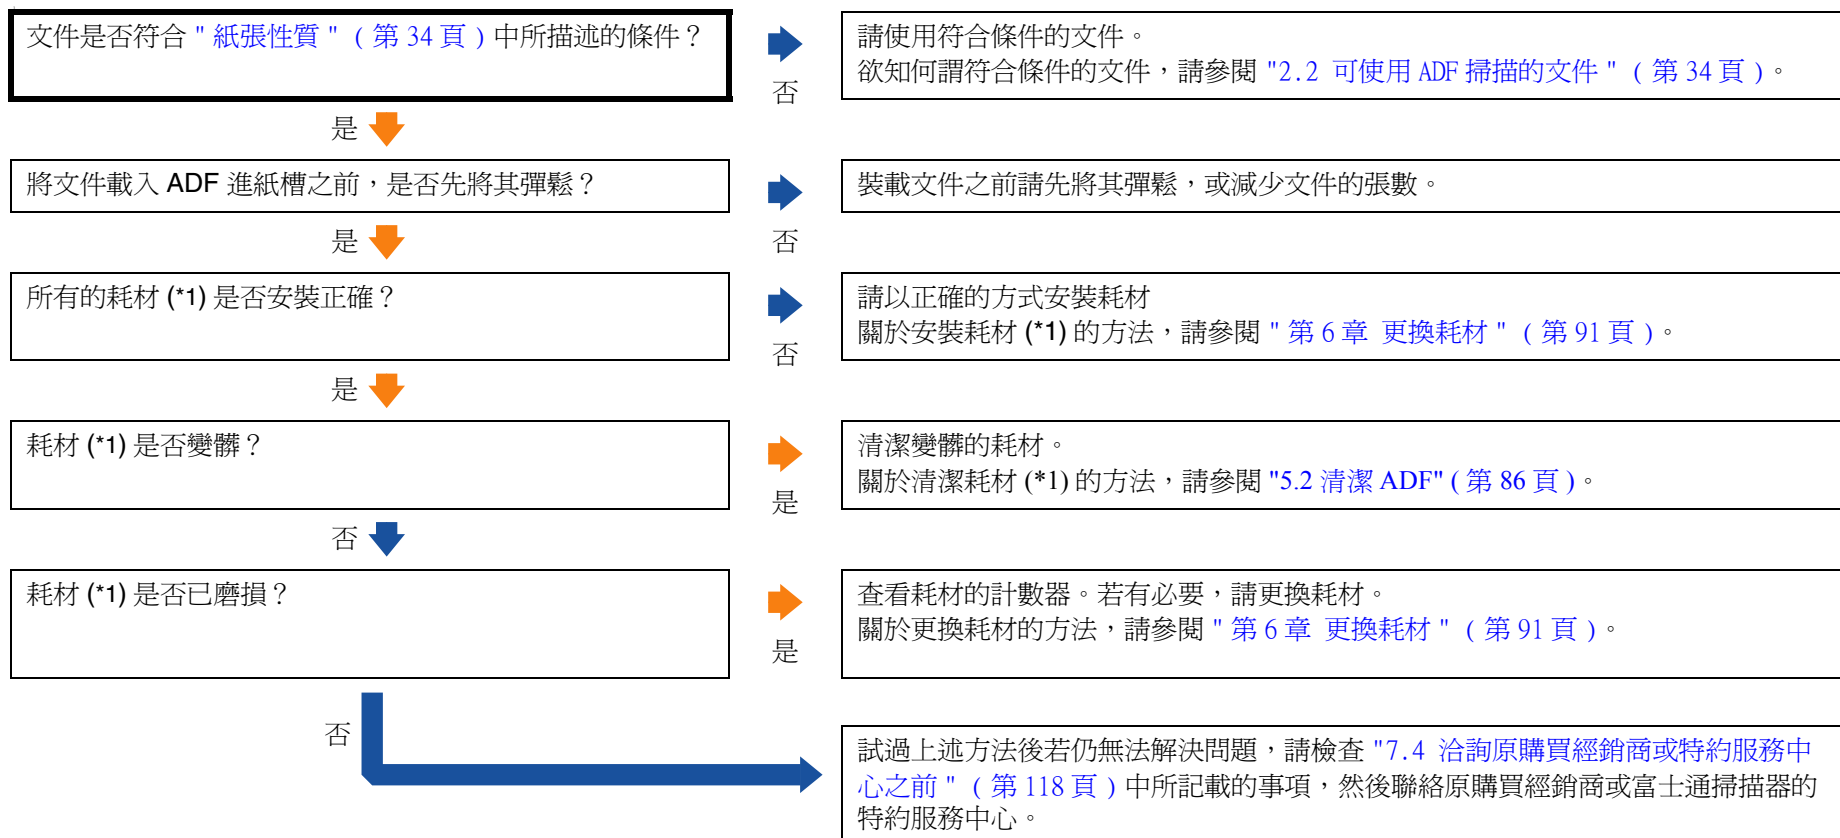 文件是否符合 " 紙張性質 " ( 第 34 頁 ) 中所描述的條件？
請使用符合條件的文件。
欲知何謂符合條件的文件，請參閱 "2.2 可使用 ADF 掃描的文件 " ( 第 34 頁 )。
否
是
將文件載入 ADF 進紙槽之前，是否先將其彈鬆？
裝載文件之前請先將其彈鬆，或減少文件的張數。
否
是
所有的耗材 (*1) 是否安裝正確？
請以正確的方式安裝耗材
關於安裝耗材 (*1) 的方法，請參閱 " 第 6 章 更換耗材 " ( 第 91 頁 )。
否
是
耗材 (*1) 是否變髒？
清潔變髒的耗材。
關於清潔耗材 (*1) 的方法，請參閱 "5.2 清潔 ADF" ( 第 86 頁 )。
是
否
耗材 (*1) 是否已磨損？
查看耗材的計數器。若有必要，請更換耗材。
關於更換耗材的方法，請參閱 " 第 6 章 更換耗材 " ( 第 91 頁 )。
是
否
試過上述方法後若仍無法解決問題，請檢查 "7.4 洽詢原購買經銷商或特約服務中
心之前 " ( 第 118 頁 ) 中所記載的事項，然後聯絡原購買經銷商或富士通掃描器的
特約服務中心。